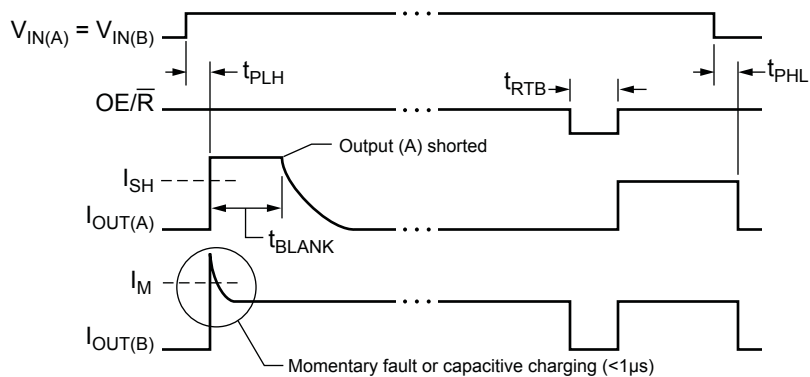 V_IN(A) = V_IN(B)
t_PLH
t_RTB
t_PHL
OE/R̅
Output (A) shorted
I_SH
I_OUT(A)
t_BLANK
I_M
I_OUT(B)
Momentary fault or capacitive charging (<1µs)